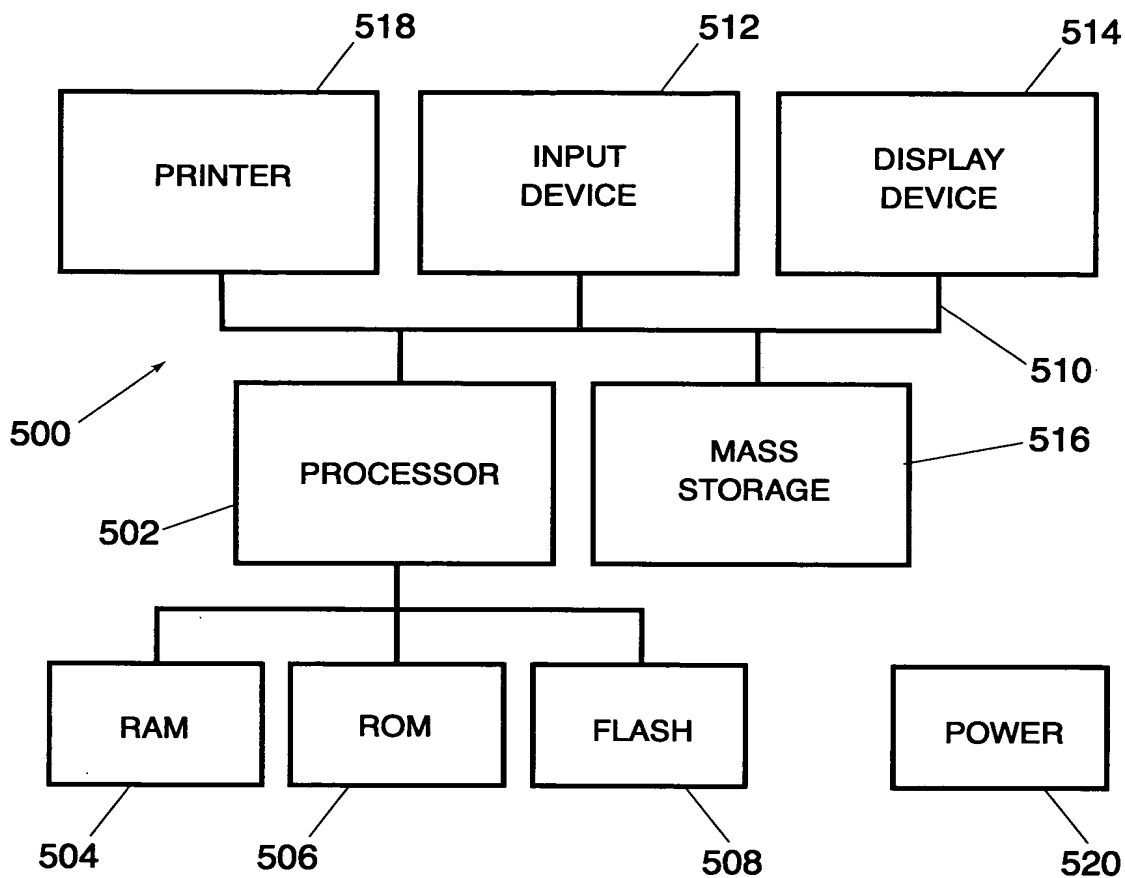 518
512
514
PRINTER
INPUT
DEVICE
DISPLAY
DEVICE
510
500
516
PROCESSOR
MASS
STORAGE
502
RAM
ROM
FLASH
POWER
504
506
508
520